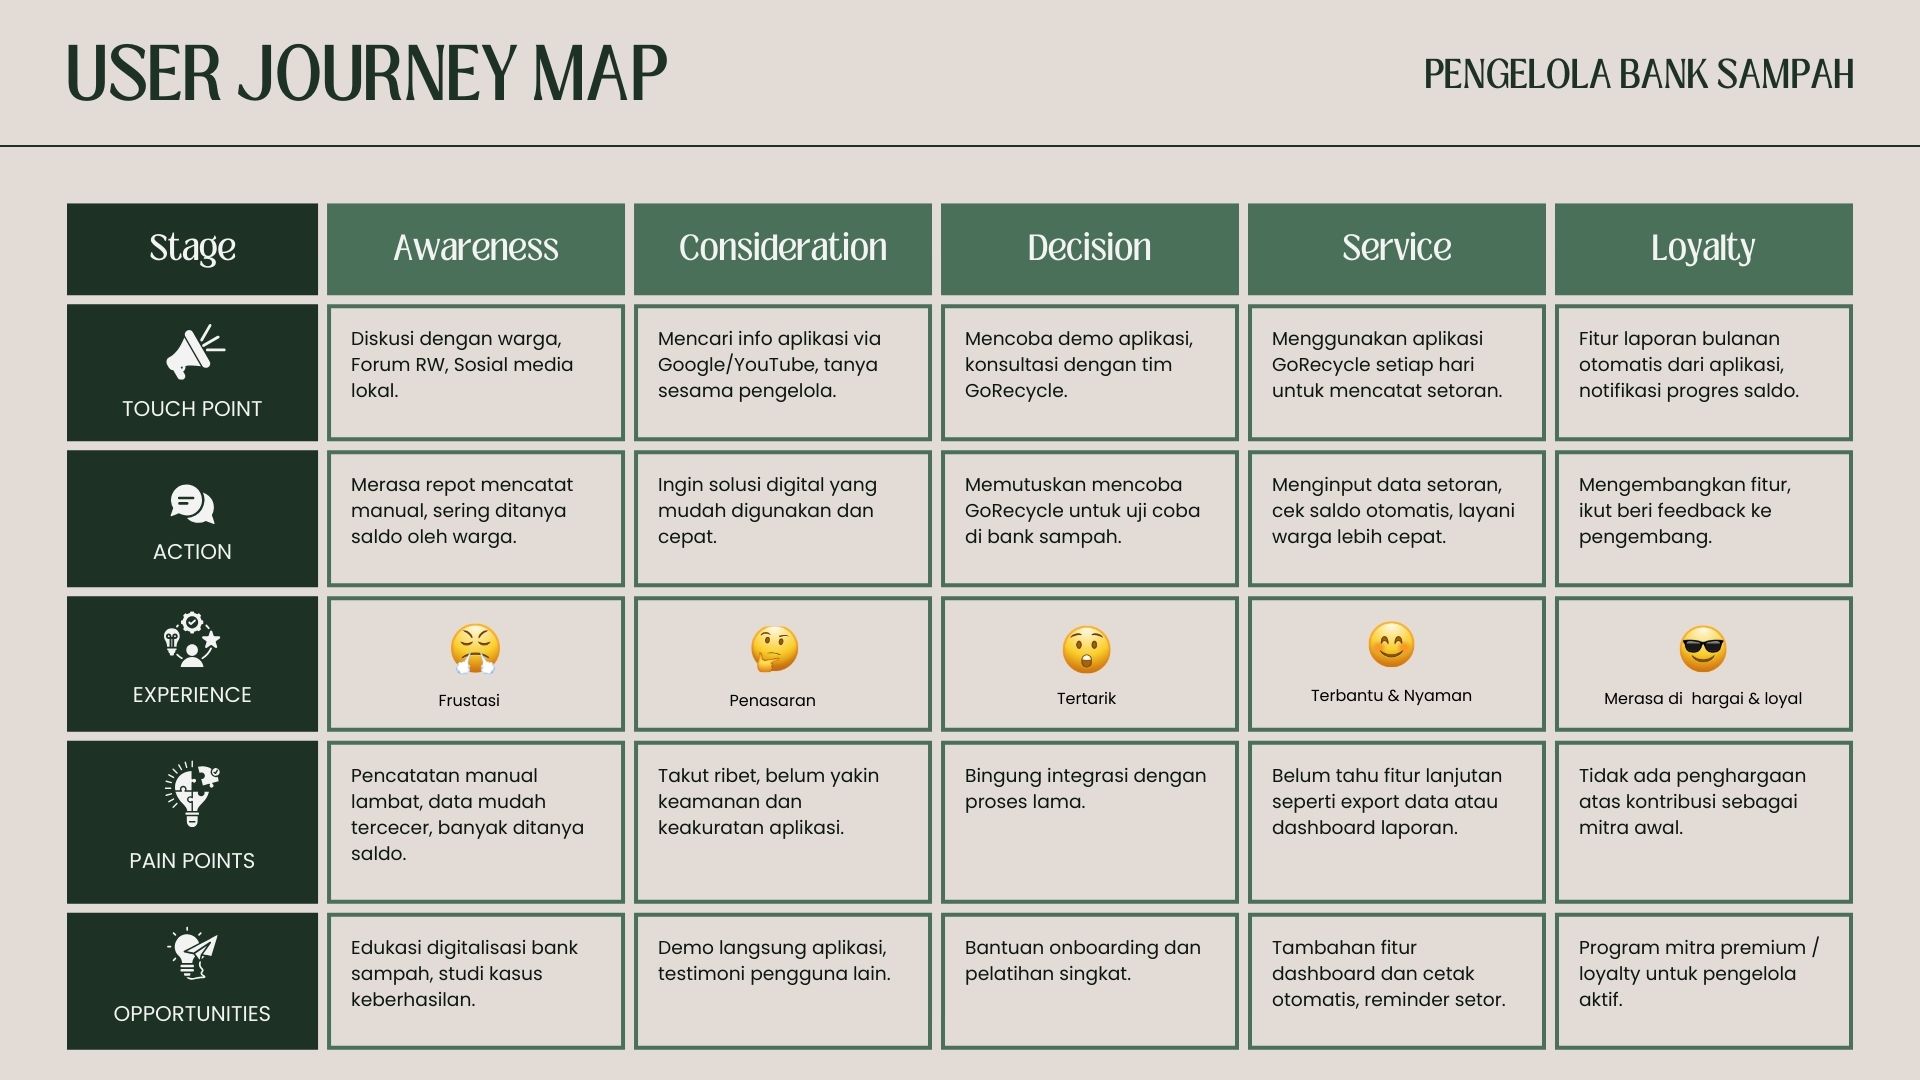 USER JOURNEY MAP
PENGELOLA BANK SAMPAH
Stage
Awareness
Consideration
Decision
Service
Loyalty
TOUCH POINT
Diskusi dengan warga,
Forum RW, Sosial media
lokal.
Mencari info aplikasi via
Google/YouTube, tanya
sesama pengelola.
Mencoba demo aplikasi,
konsultasi dengan tim
GoRecycle.
Menggunakan aplikasi
GoRecycle setiap hari
untuk mencatat setoran.
Fitur laporan bulanan
otomatis dari aplikasi,
notifikasi progres saldo.
ACTION
Merasa repot mencatat
manual, sering ditanya
saldo oleh warga.
Ingin solusi digital yang
mudah digunakan dan
cepat.
Memutuskan mencoba
GoRecycle untuk uji coba
di bank sampah.
Menginput data setoran,
cek saldo otomatis, layani
warga lebih cepat.
Mengembangkan fitur,
ikut beri feedback ke
pengembang.
EXPERIENCE
Frustasi
Penasaran
Tertarik
Terbantu & Nyaman
Merasa di  hargai & loyal
PAIN POINTS
Pencatatan manual
lambat, data mudah
tercecer, banyak ditanya
saldo.
Takut ribet, belum yakin
keamanan dan
keakuratan aplikasi.
Bingung integrasi dengan
proses lama.
Belum tahu fitur lanjutan
seperti export data atau
dashboard laporan.
Tidak ada penghargaan
atas kontribusi sebagai
mitra awal.
OPPORTUNITIES
Edukasi digitalisasi bank
sampah, studi kasus
keberhasilan.
Demo langsung aplikasi,
testimoni pengguna lain.
Bantuan onboarding dan
pelatihan singkat.
Tambahan fitur
dashboard dan cetak
otomatis, reminder setor.
Program mitra premium /
loyalty untuk pengelola
aktif.